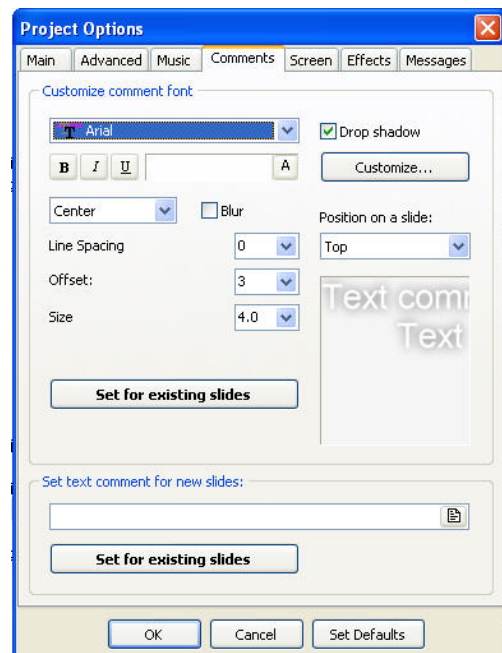 Project Options
Main Advanced Music Comments Screen Effects Messages
Customize comment font
T Arial
Drop shadow
B I U A Customize...
Center Blur
Position on a slide:
Line Spacing 0 Top
Offset: 3
Size 4.0
Text comm
Text
Set for existing slides
Set text comment for new slides:
Set for existing slides
OK Cancel Set Defaults